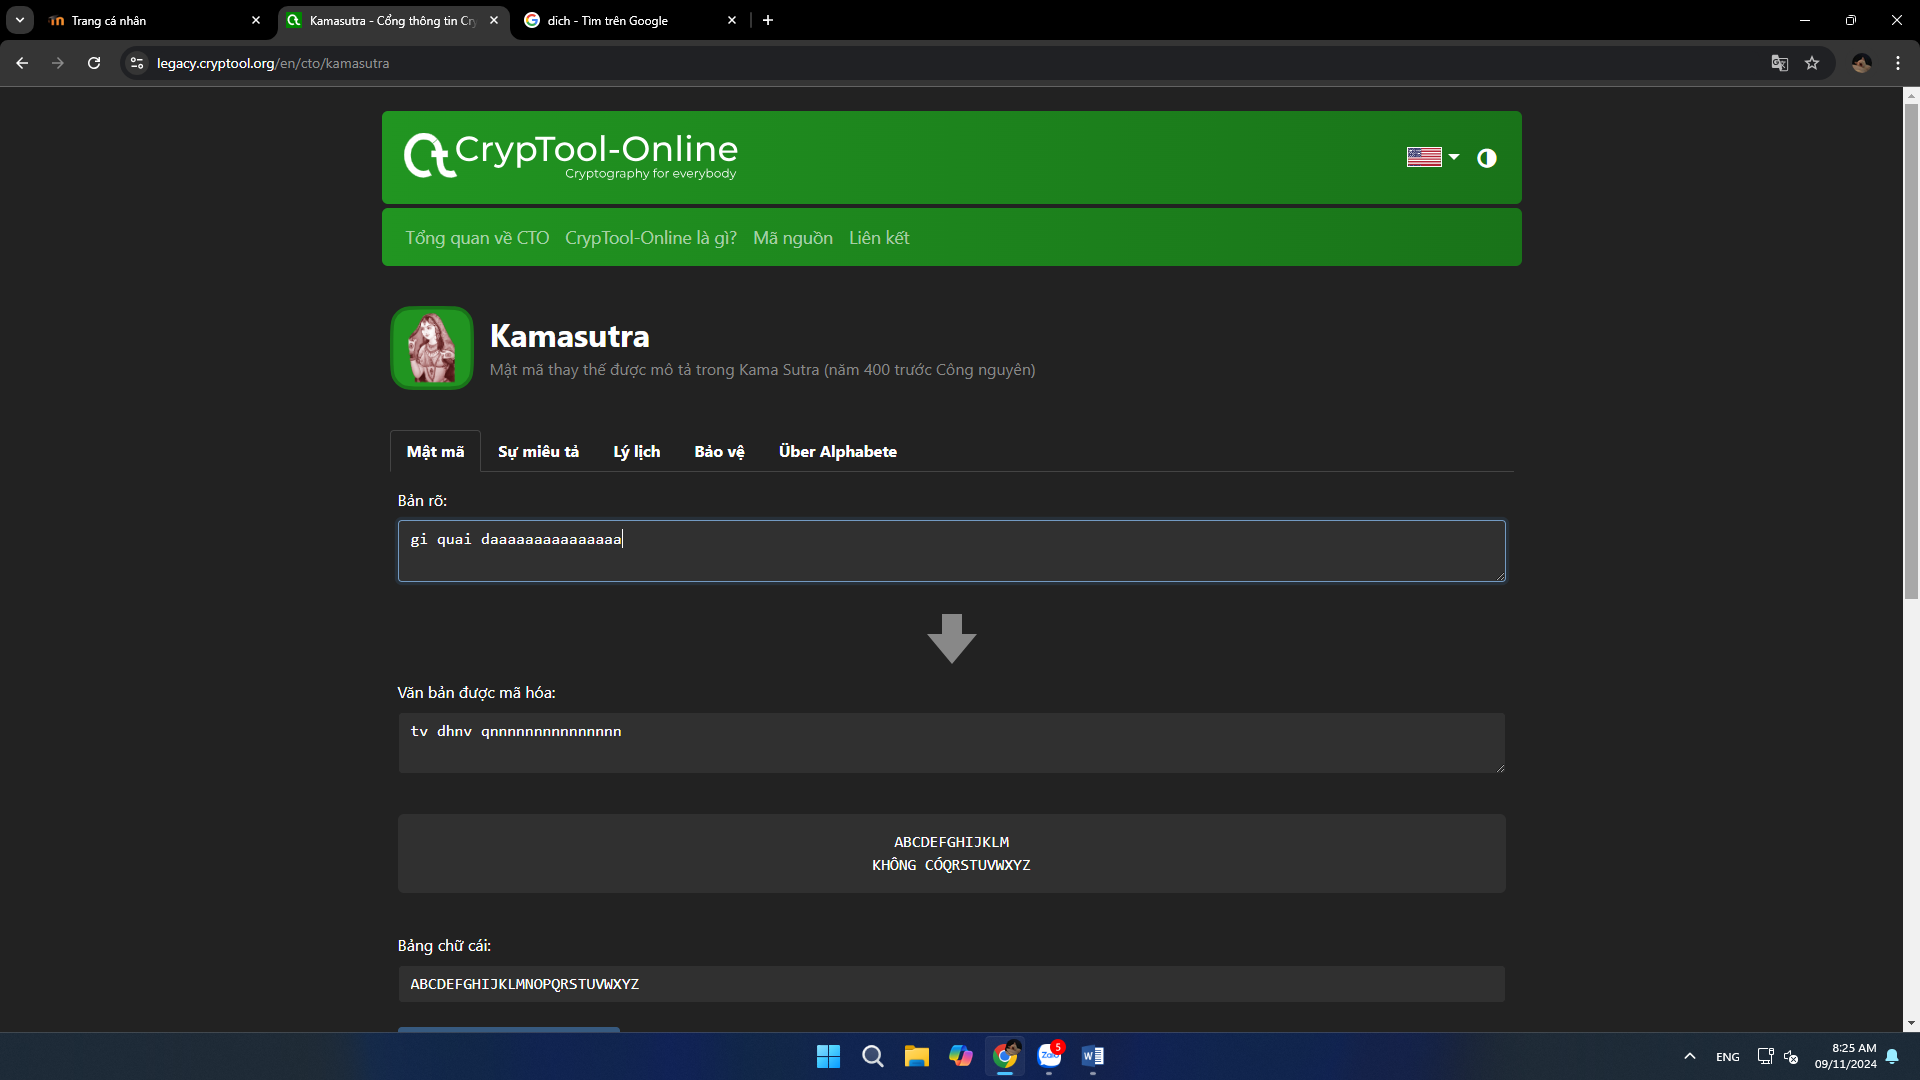 Trang cá nhân
Kamasutra - Cổng thông tin Cry
dich - Tìm trên Google
legacy.cryptool.org/en/cto/kamasutra
CrypTool-Online
Cryptography for everybody
Tổng quan về CTO CrypTool-Online là gì? Mã nguồn Liên kết
Kamasutra
Mật mã thay thế được mô tả trong Kama Sutra (năm 400 trước Công nguyên)
Mật mã Sự miêu tả Lý lịch Bảo vệ Über Alphabete
Bản rõ:
gi quai daaaaaaaaaaaaaaa
Văn bản được mã hóa:
tv dhnv qnnnnnnnnnnnnnnn
ABCDEFGHIJKLM
KHÔNG CÓQRSTUVWXYZ
Bảng chữ cái:
ABCDEFGHIJKLMNOPQRSTUVWXYZ
Zalo
5
ENG
8:25 AM
09/11/2024